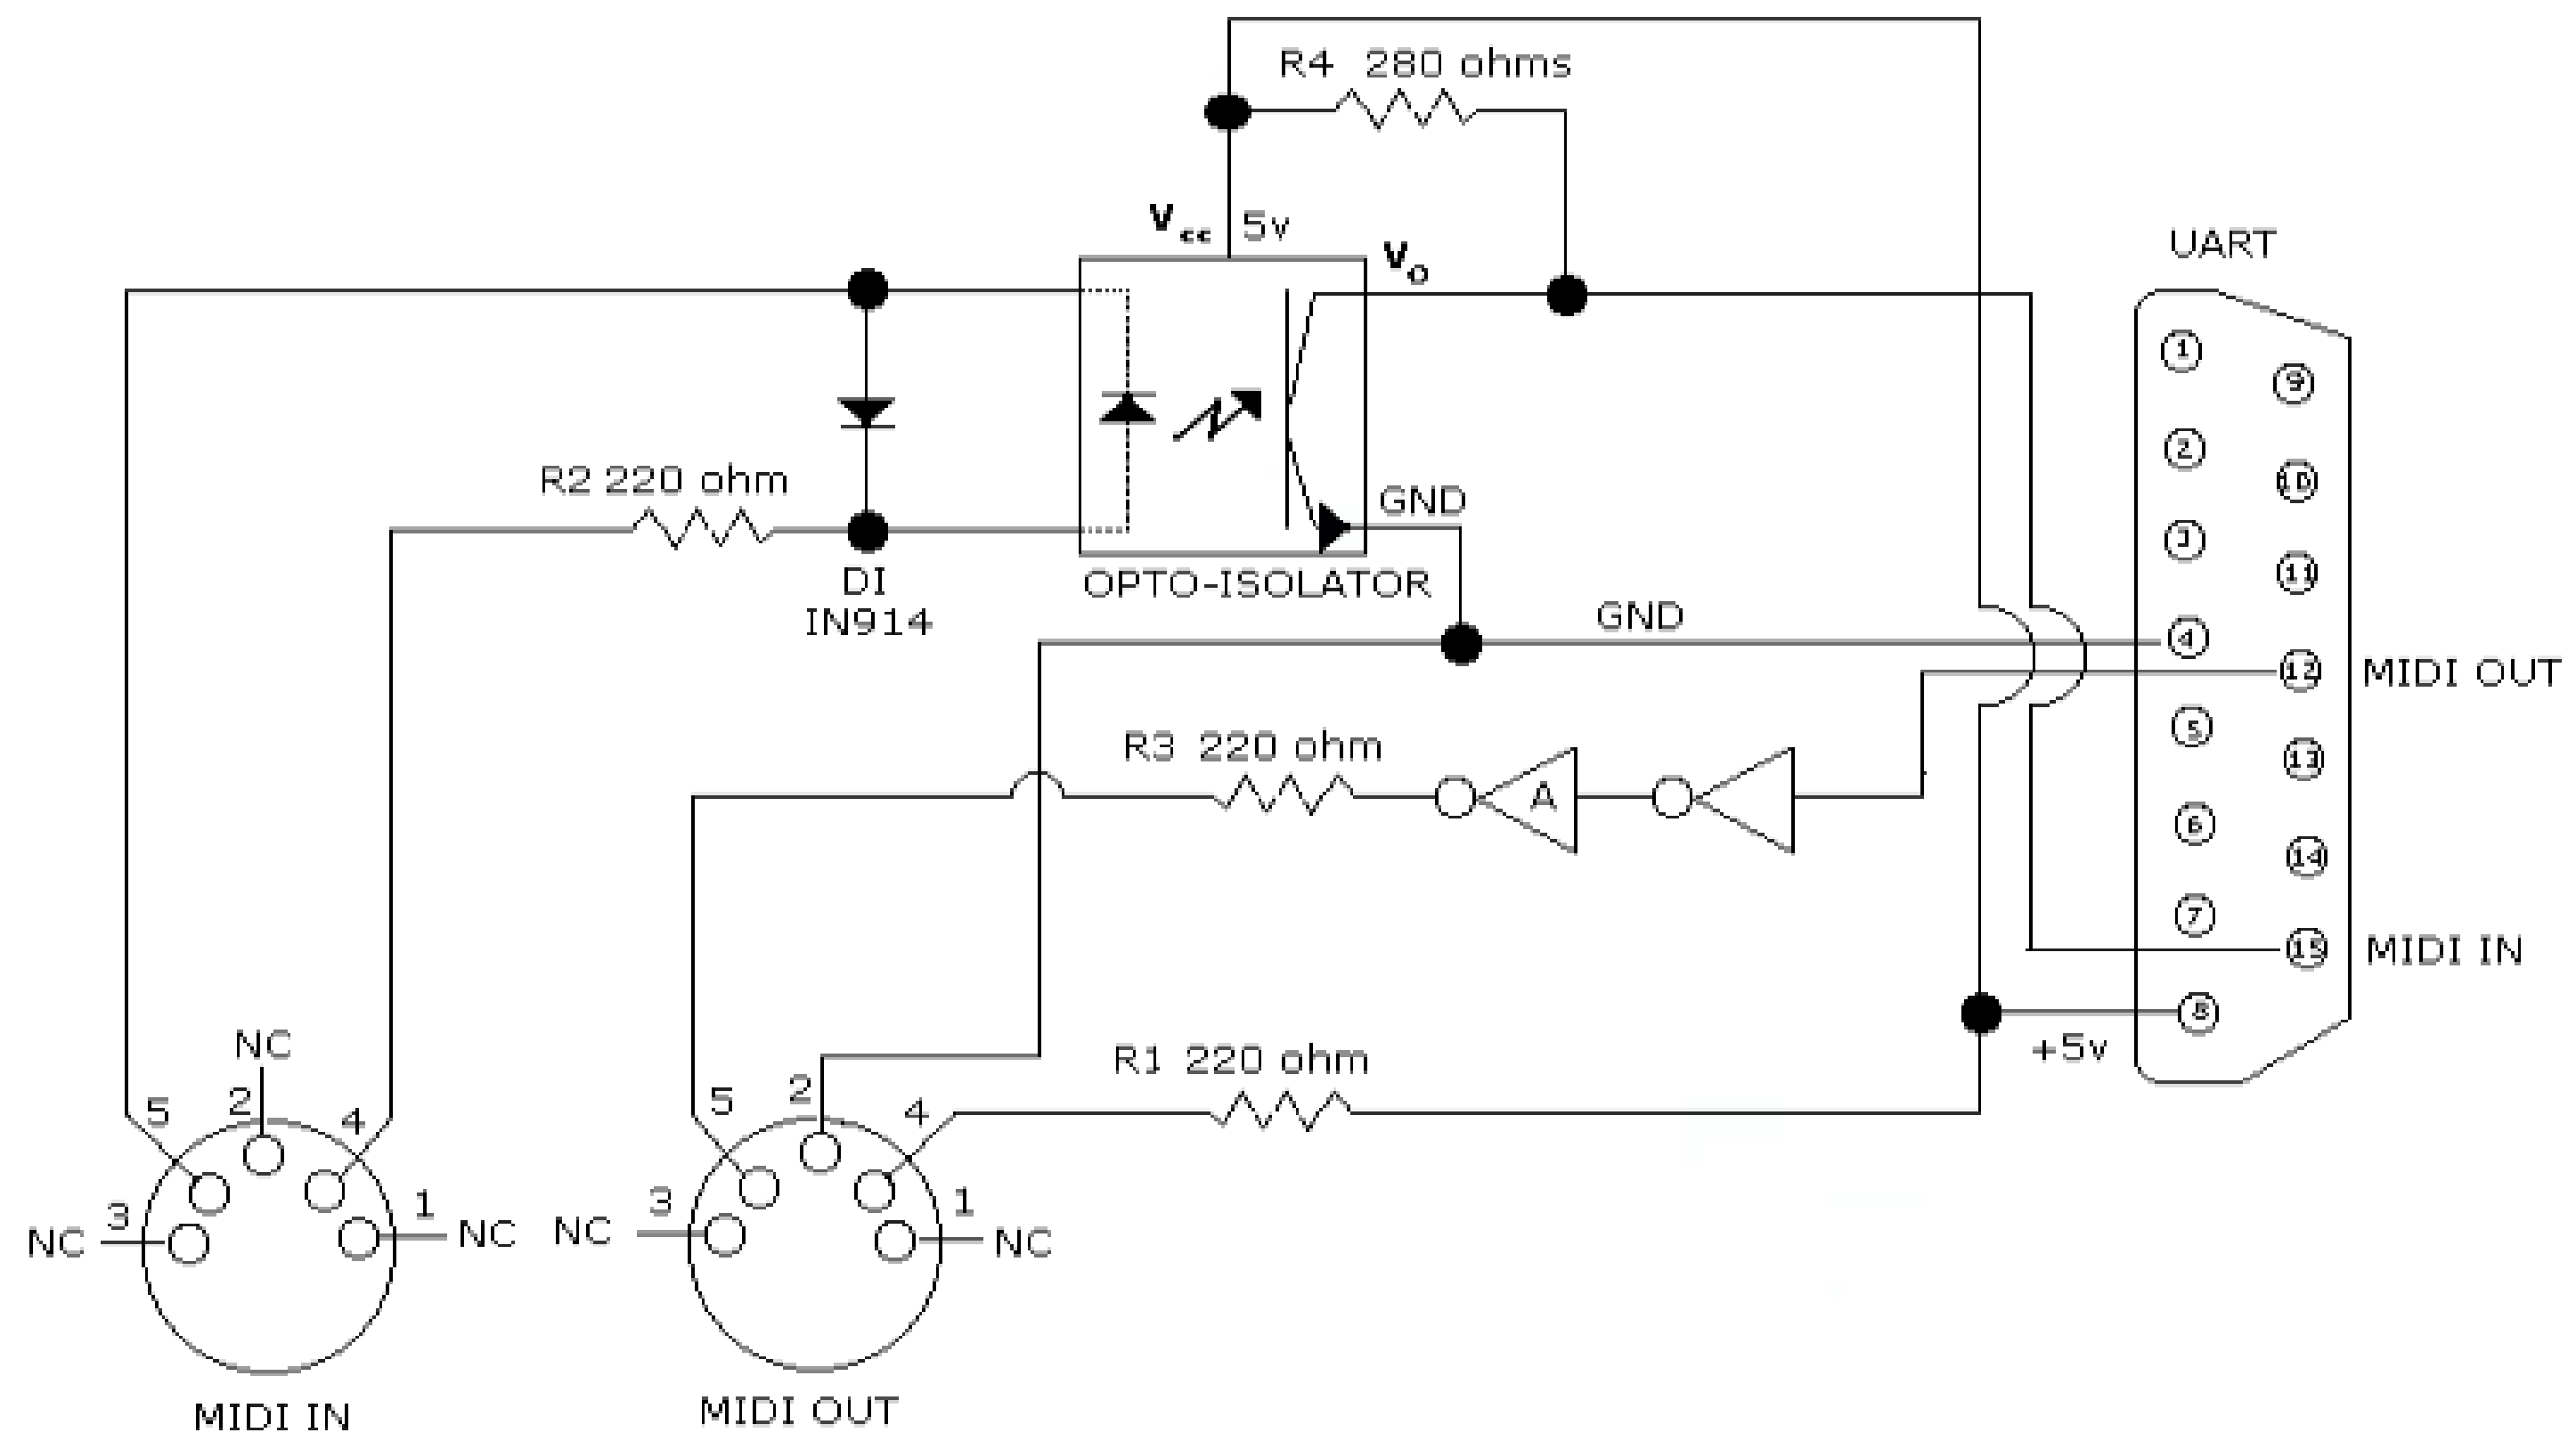 R4 280 ohms
Vcc 5v
Vo
UART
1
9
2
10
R2 220 ohm
GND
3
11
DI
IN914
OPTO-ISOLATOR
GND
4
12 MIDI OUT
5
R3 220 ohm
13
A
6
14
7
15 MIDI IN
8
+5v
NC
R1 220 ohm
5 2 4
5 2 4
NC 3 1 NC
NC 3 1 NC
MIDI IN
MIDI OUT